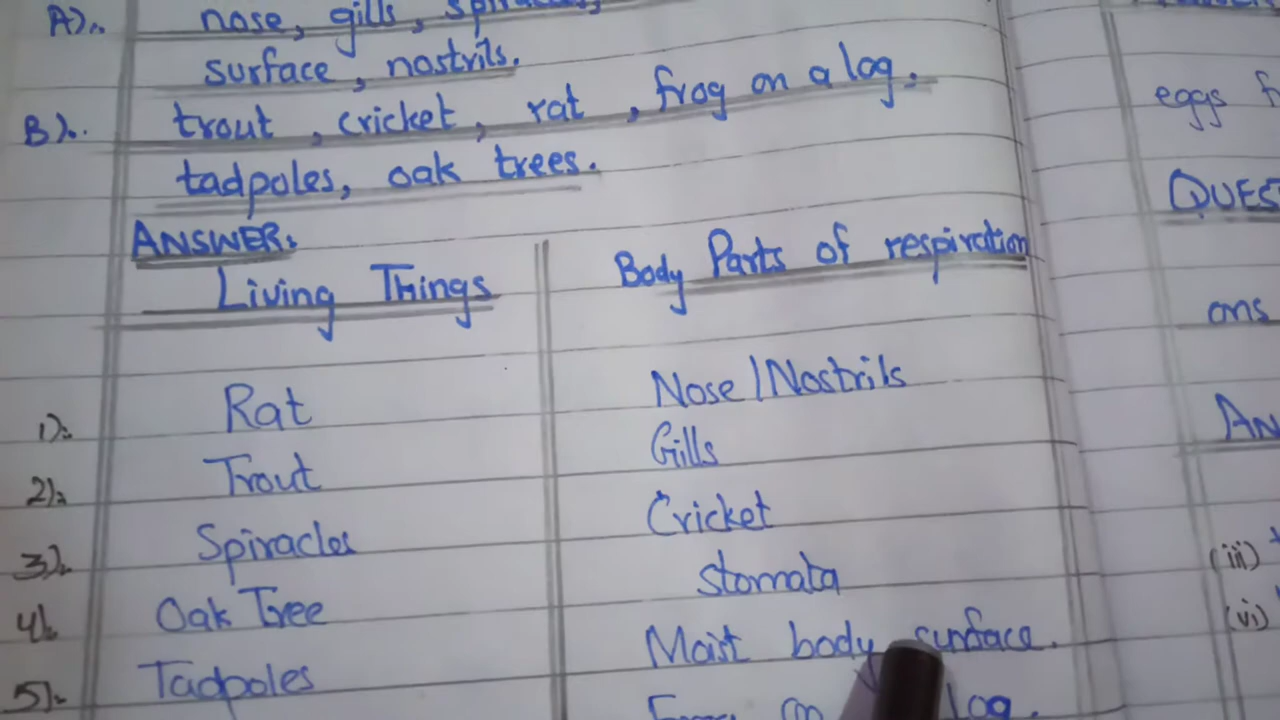 A).. nose, gills,
surface, nostrils.
B).. trout, cricket, rat, frog on a log.
tadpoles, oak trees.
ANSWER:
Living Things Body Parts of respiration
1). Rat Nose/Nostrils
2). Trout Gills
3). Spiracles Cricket
4). Oak Tree Stomata
5). Tadpoles Moist body surface.
log.
eggs
QUES
ons
AN
(iii)
(vi)